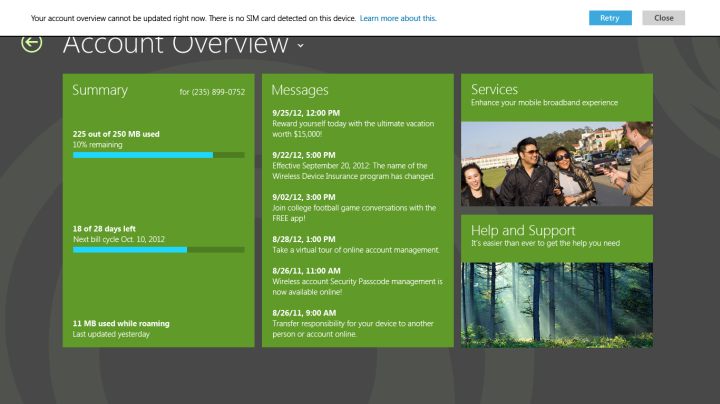 Your account overview cannot be updated right now. There is no SIM card detected on this device. Learn more about this.
Retry
Close
Account Overview
Summary
for (235) 899-0752
225 out of 250 MB used
10% remaining
18 of 28 days left
Next bill cycle Oct. 10, 2012
11 MB used while roaming
Last updated yesterday
Messages
9/25/12, 12:00 PM
Reward yourself today with the ultimate vacation
worth $15,000!
9/22/12, 5:00 PM
Effective September 20, 2012: The name of the
Wireless Device Insurance program has changed.
9/02/12, 3:00 PM
Join college football game conversations with the
FREE app!
8/28/12, 1:00 PM
Take a virtual tour of online account management.
8/26/11, 11:00 AM
Wireless account Security Passcode management is
now available online!
8/26/11, 9:00 AM
Transfer responsibility for your device to another
person or account online.
Services
Enhance your mobile broadband experience
Help and Support
It's easier than ever to get the help you need